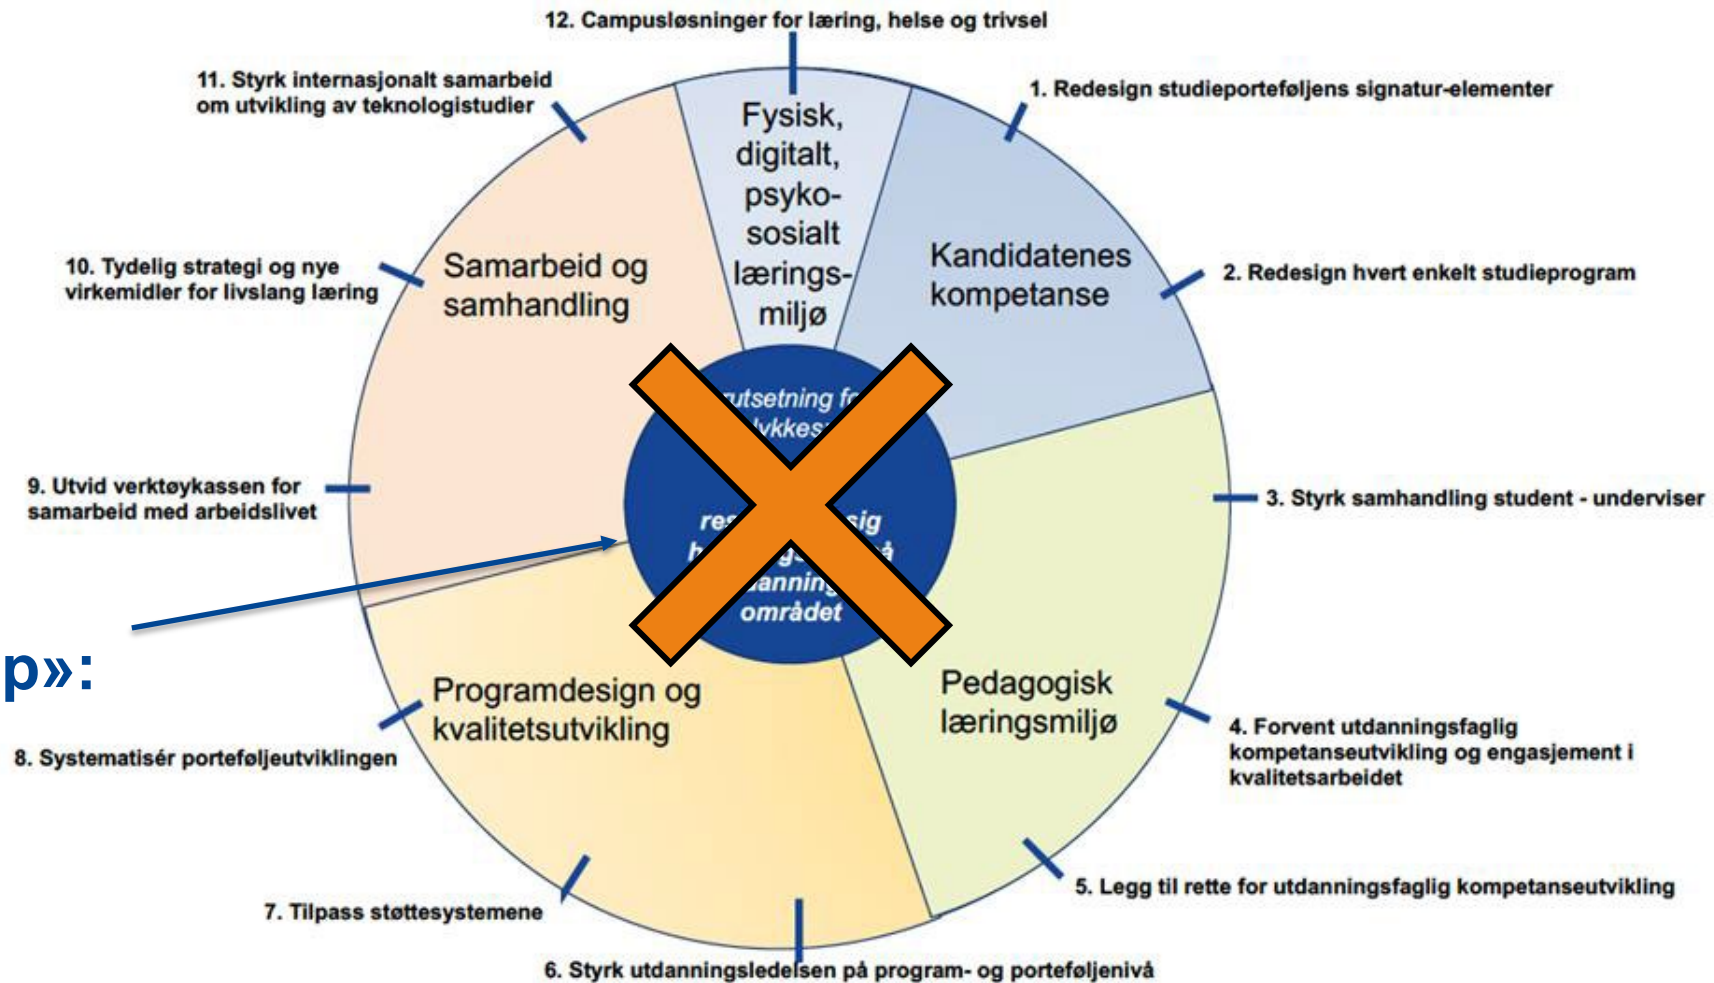 12. Campusløsninger for læring, helse og trivsel
11. Styrk internasjonalt samarbeid
om utvikling av teknologistudier
1. Redesign studieporteføljens signatur-elementer
Fysisk,
digitalt,
psyko-
sosialt
lærings-
miljø
Kandidatenes
kompetanse
2. Redesign hvert enkelt studieprogram
Samarbeid og
samhandling
10. Tydelig strategi og nye
virkemidler for livslang læring
9. Utvid verktøykassen for
samarbeid med arbeidslivet
3. Styrk samhandling student - underviser
området
p»:
Programdesign og
kvalitetsutvikling
Pedagogisk
læringsmiljø
8. Systematisér porteføljeutviklingen
4. Forvent utdanningsfaglig
kompetanseutvikling og engasjement i
kvalitetsarbeidet
7. Tilpass støttesystemene
5. Legg til rette for utdanningsfaglig kompetanseutvikling
6. Styrk utdanningsledelsen på program- og porteføljenivå